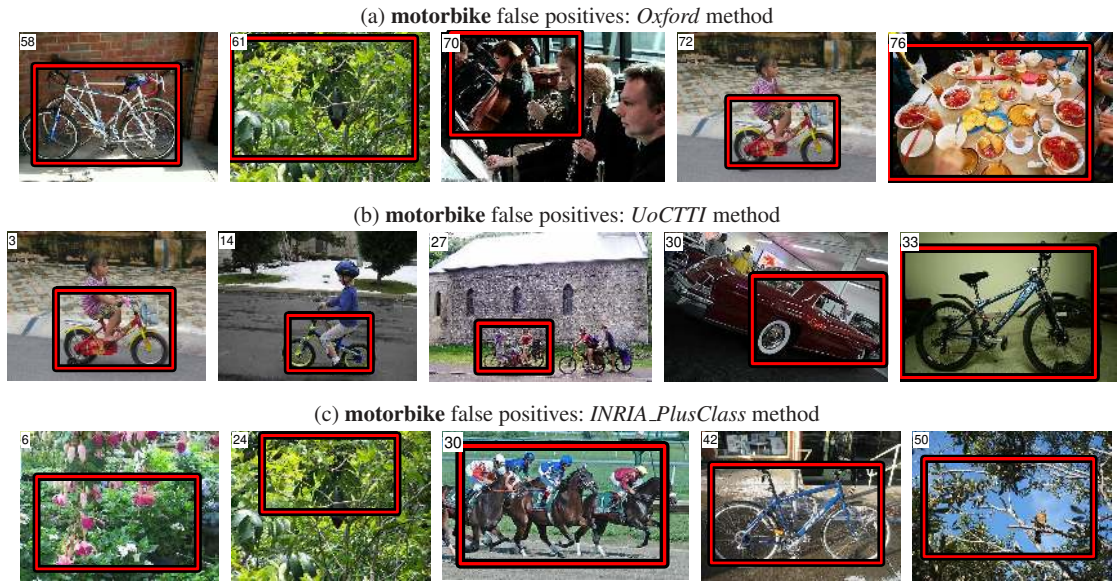 (a) motorbike false positives: Oxford method
58 61 70 72 76
(b) motorbike false positives: UoCTTI method
3 14 27 30 33
(c) motorbike false positives: INRIA_PlusClass method
6 24 30 42 50